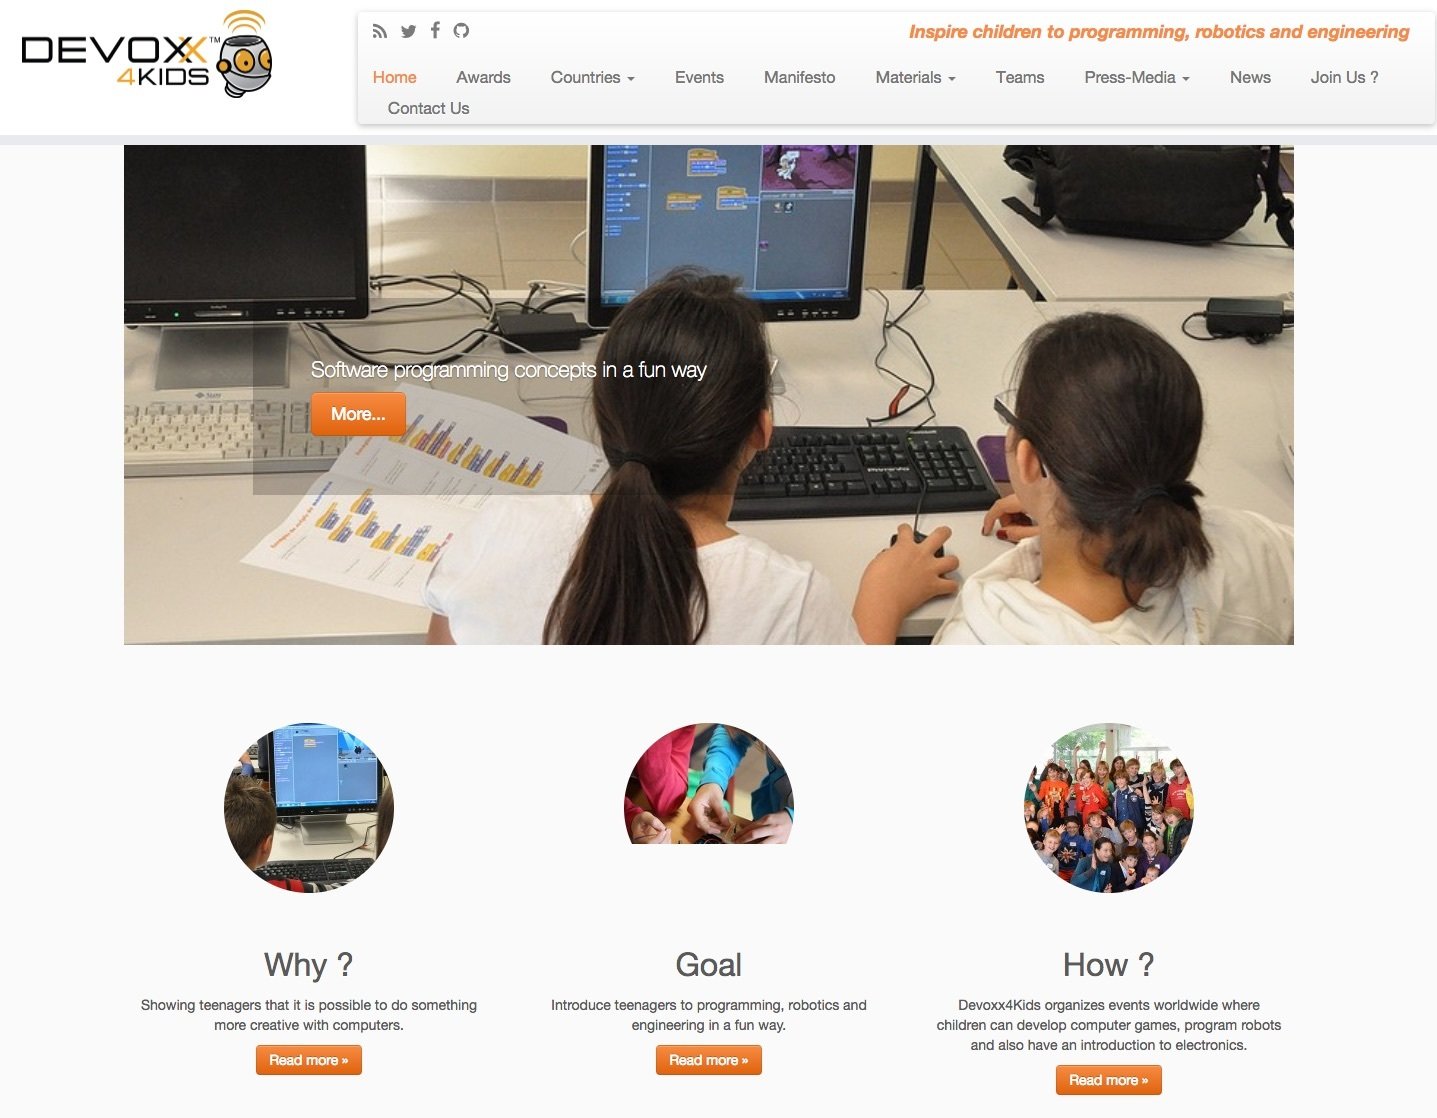 DEVOXX™
4KIDS
Inspire children to programming, robotics and engineering
Home Awards Countries Events Manifesto Materials Teams Press-Media News Join Us ?
Contact Us
Software programming concepts in a fun way
More...
Why ?
Showing teenagers that it is possible to do something
more creative with computers.
Read more »
Goal
Introduce teenagers to programming, robotics and
engineering in a fun way.
Read more »
How ?
Devoxx4Kids organizes events worldwide where
children can develop computer games, program robots
and also have an introduction to electronics.
Read more »